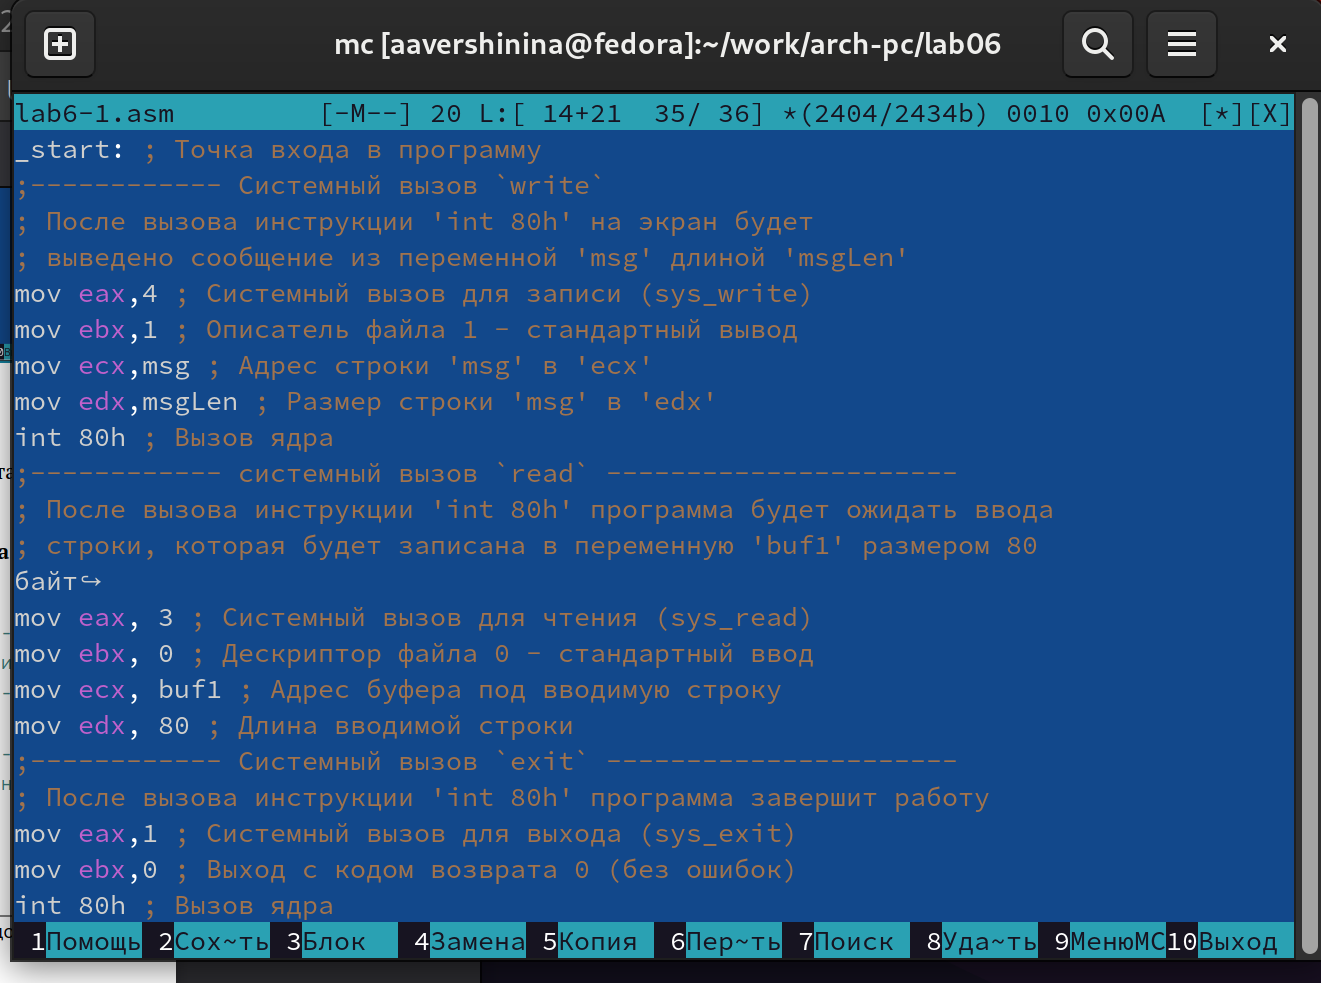 mc [aavershinina@fedora]:~/work/arch-pc/lab06
lab6-1.asm [-M--] 20 L:[ 14+21 35/ 36] *(2404/2434b) 0010 0x00A [*][X]
_start: ; Точка входа в программу
;------------ Системный вызов `write`
; После вызова инструкции 'int 80h' на экран будет
; выведено сообщение из переменной 'msg' длиной 'msgLen'
mov eax,4 ; Системный вызов для записи (sys_write)
mov ebx,1 ; Описатель файла 1 - стандартный вывод
mov ecx,msg ; Адрес строки 'msg' в 'ecx'
mov edx,msgLen ; Размер строки 'msg' в 'edx'
int 80h ; Вызов ядра
;------------ системный вызов `read` ----------------------
; После вызова инструкции 'int 80h' программа будет ожидать ввода
; строки, которая будет записана в переменную 'buf1' размером 80
байт↪
mov eax, 3 ; Системный вызов для чтения (sys_read)
mov ebx, 0 ; Дескриптор файла 0 - стандартный ввод
mov ecx, buf1 ; Адрес буфера под вводимую строку
mov edx, 80 ; Длина вводимой строки
;------------ Системный вызов `exit` ----------------------
; После вызова инструкции 'int 80h' программа завершит работу
mov eax,1 ; Системный вызов для выхода (sys_exit)
mov ebx,0 ; Выход с кодом возврата 0 (без ошибок)
int 80h ; Вызов ядра
1Помощь 2Сох~ть 3Блок 4Замена 5Копия 6Пер~ть 7Поиск 8Уда~ть 9МенюMC 10Выход